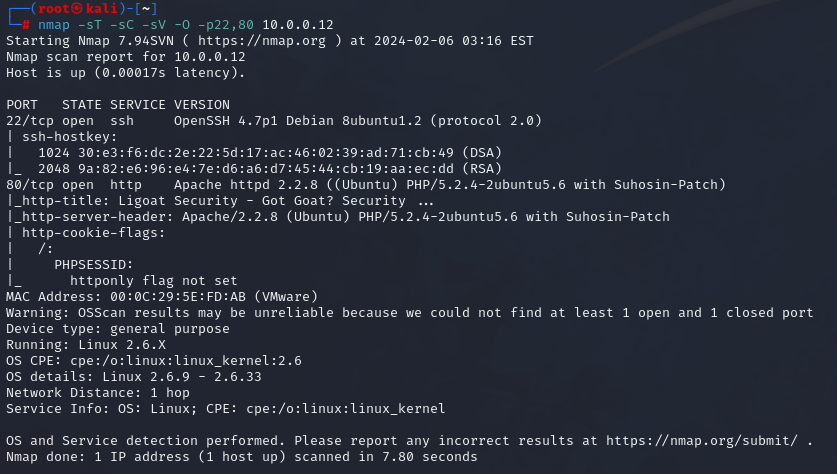 ┌──(root㉿kali)-[~]
└─# nmap -sT -sC -sV -O -p22,80 10.0.0.12
Starting Nmap 7.94SVN ( https://nmap.org ) at 2024-02-06 03:16 EST
Nmap scan report for 10.0.0.12
Host is up (0.00017s latency).

PORT   STATE SERVICE VERSION
22/tcp open  ssh     OpenSSH 4.7p1 Debian 8ubuntu1.2 (protocol 2.0)
| ssh-hostkey:
|   1024 30:e3:f6:dc:2e:22:5d:17:ac:46:02:39:ad:71:cb:49 (DSA)
|_  2048 9a:82:e6:96:e4:7e:d6:a6:d7:45:44:cb:19:aa:ec:dd (RSA)
80/tcp open  http    Apache httpd 2.2.8 ((Ubuntu) PHP/5.2.4-2ubuntu5.6 with Suhosin-Patch)
|_http-title: Ligoat Security - Got Goat? Security ...
|_http-server-header: Apache/2.2.8 (Ubuntu) PHP/5.2.4-2ubuntu5.6 with Suhosin-Patch
| http-cookie-flags:
|   /:
|     PHPSESSID:
|_      httponly flag not set
MAC Address: 00:0C:29:5E:FD:AB (VMware)
Warning: OSScan results may be unreliable because we could not find at least 1 open and 1 closed port
Device type: general purpose
Running: Linux 2.6.X
OS CPE: cpe:/o:linux:linux_kernel:2.6
OS details: Linux 2.6.9 - 2.6.33
Network Distance: 1 hop
Service Info: OS: Linux; CPE: cpe:/o:linux:linux_kernel

OS and Service detection performed. Please report any incorrect results at https://nmap.org/submit/ .
Nmap done: 1 IP address (1 host up) scanned in 7.80 seconds